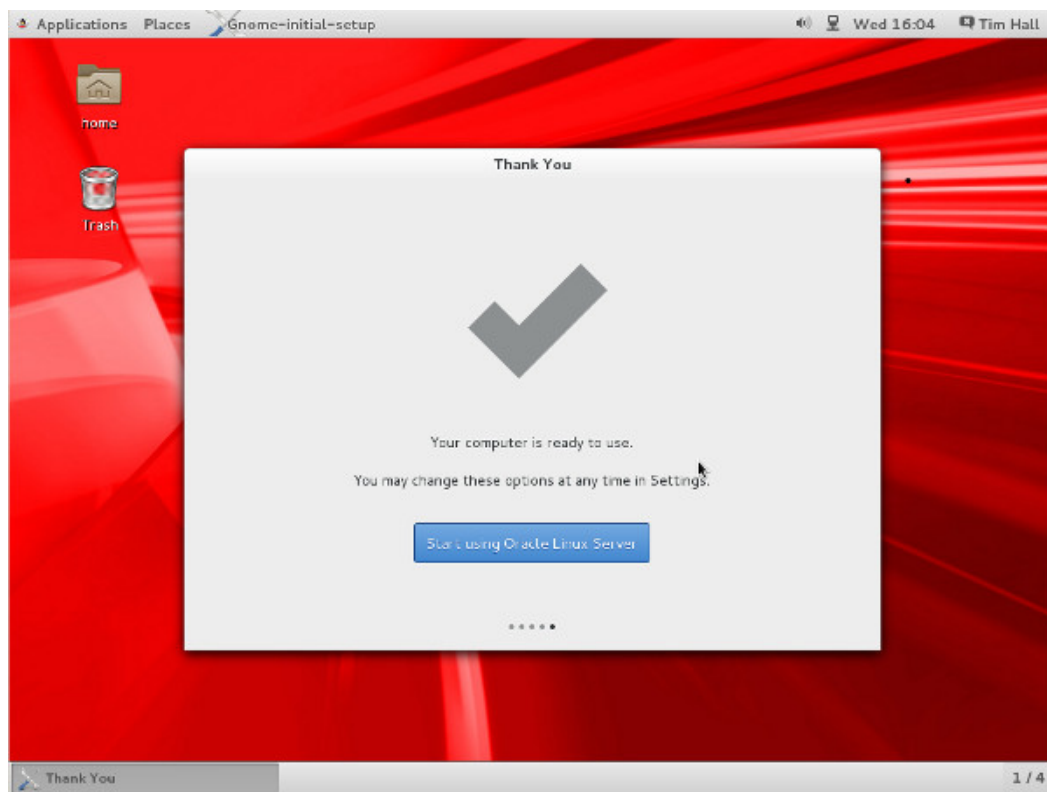 Applications Places Gnome-initial-setup Wed 16:04 Tim Hall
home
Trash
Thank You
Your computer is ready to use.
You may change these options at any time in Settings.
Start using Oracle Linux Server
Thank You 1 / 4